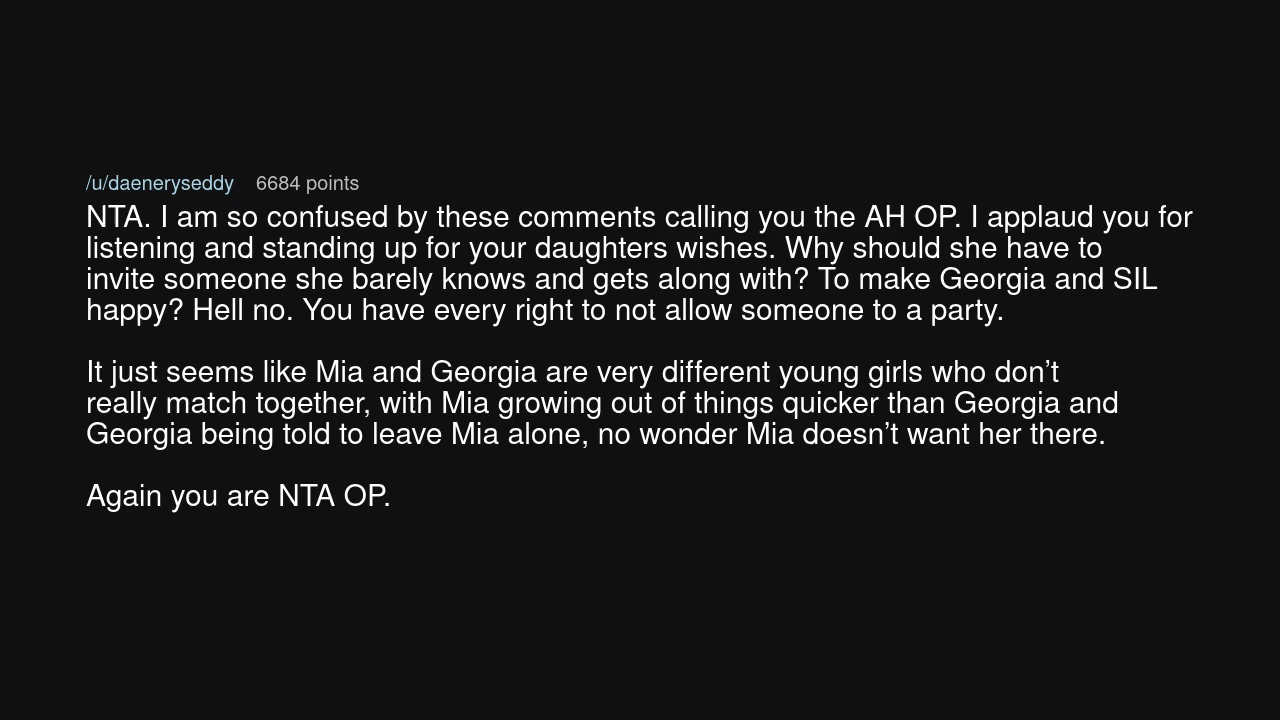 /u/daeneryseddy 6684 points
NTA. I am so confused by these comments calling you the AH OP. I applaud you for
listening and standing up for your daughters wishes. Why should she have to
invite someone she barely knows and gets along with? To make Georgia and SIL
happy? Hell no. You have every right to not allow someone to a party.
It just seems like Mia and Georgia are very different young girls who don’t
really match together, with Mia growing out of things quicker than Georgia and
Georgia being told to leave Mia alone, no wonder Mia doesn’t want her there.
Again you are NTA OP.